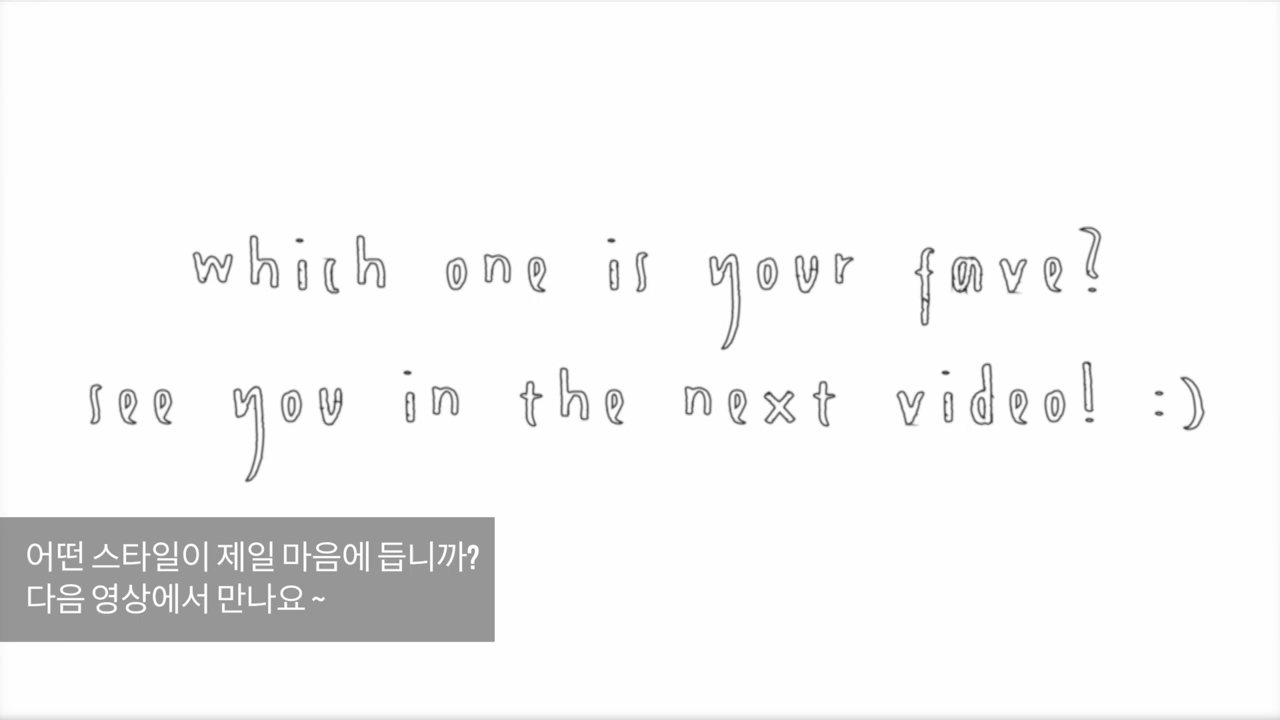 which one is your fave?
see you in the next video! :)
어떤 스타일이 제일 마음에 듭니까?
다음 영상에서 만나요 ~